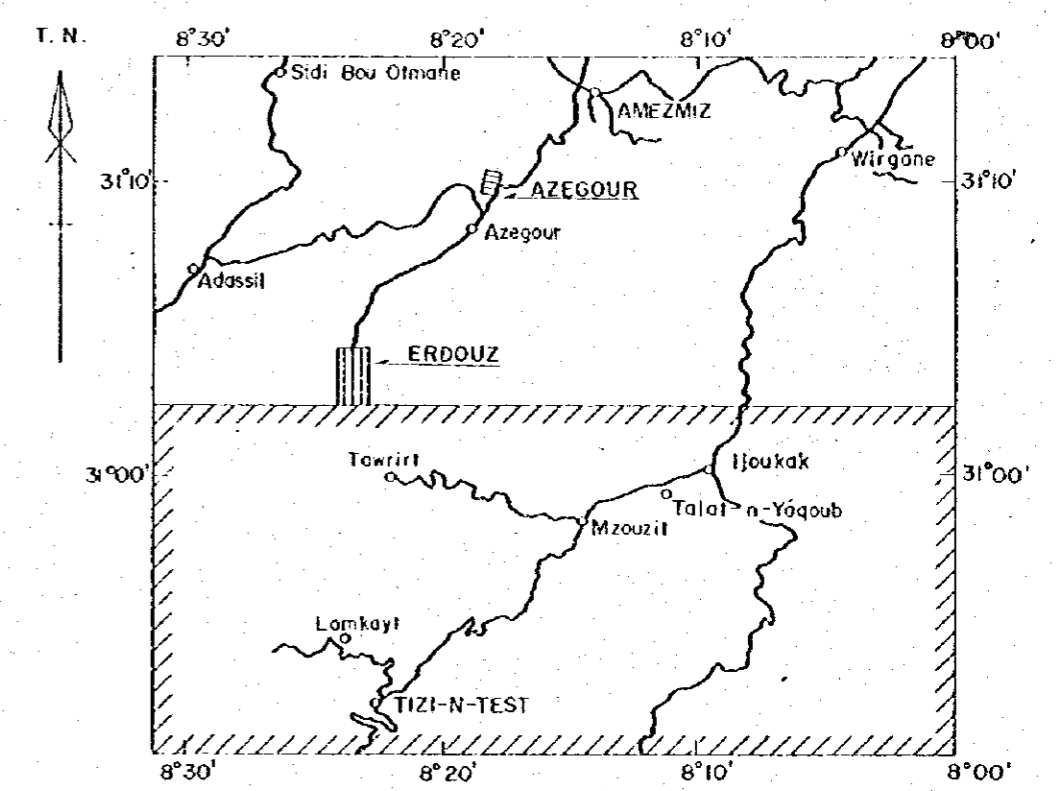 T. N.
8°30' 8°20' 8°10' 8°00'
Sidi Bou Otmane
AMEZMIZ
Wirgane
31°10' 31°10'
AZEGOUR
Azegour
Adassil
ERDOUZ
Tawrirt
Ijoukak
31°00' 31°00'
Talat-n-Yáqoub
Mzouzit
Lamkayt
TIZI-N-TEST
8°30' 8°20' 8°10' 8°00'